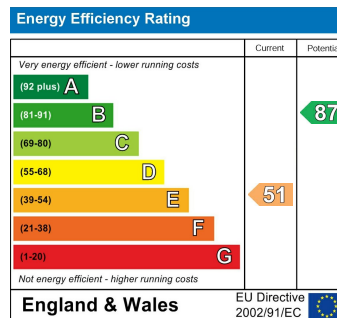 Energy Efficiency Rating
Current Potentia
Very energy efficient - lower running costs
(92 plus) A
(81-91) B 87
(69-80) C
(55-68) D
(39-54) E 51
(21-38) F
(1-20) G
Not energy efficient - higher running costs
England & Wales
EU Directive
2002/91/EC